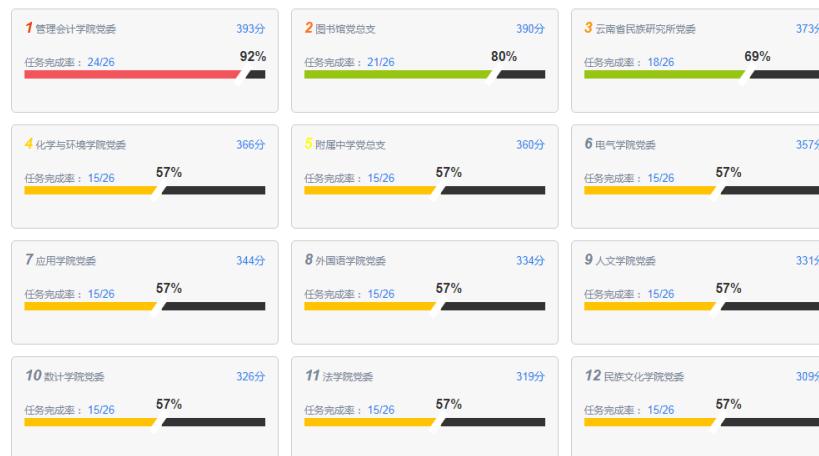 1 管理会计学院党委 393分
92%
任务完成率： 24/26
2 图书馆党总支 390分
80%
任务完成率： 21/26
3 云南省民族研究所党委 373分
69%
任务完成率： 18/26
4 化学与环境学院党委 366分
57%
任务完成率： 15/26
5 附属中学党总支 360分
57%
任务完成率： 15/26
6 电气学院党委 357分
57%
任务完成率： 15/26
7 应用学院党委 344分
57%
任务完成率： 15/26
8 外国语学院党委 334分
57%
任务完成率： 15/26
9 人文学院党委 331分
57%
任务完成率： 15/26
10 数计学院党委 326分
57%
任务完成率： 15/26
11 法学院党委 319分
57%
任务完成率： 15/26
12 民族文化学院党委 309分
57%
任务完成率： 15/26